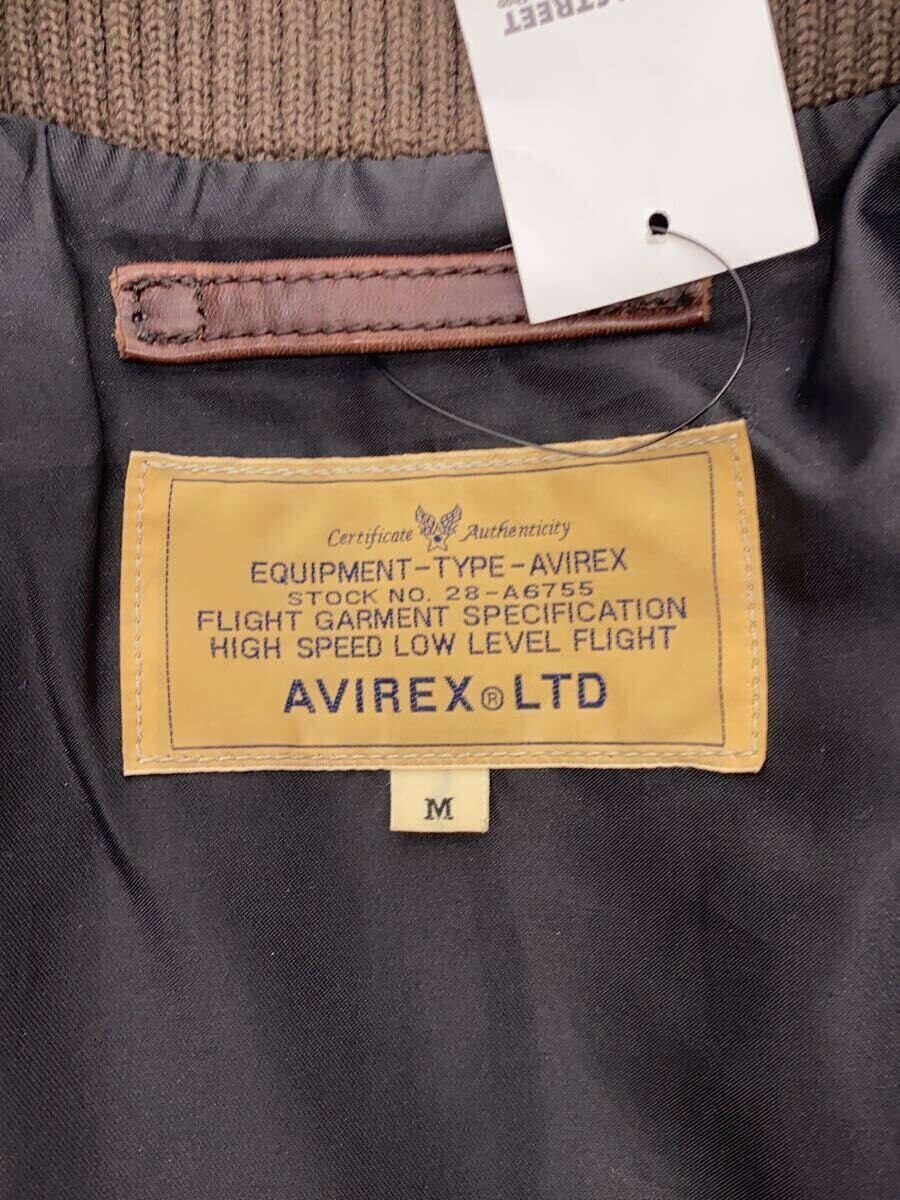 STREET
Certificate Authenticity
EQUIPMENT-TYPE-AVIREX
STOCK NO. 28-A6755
FLIGHT GARMENT SPECIFICATION
HIGH SPEED LOW LEVEL FLIGHT
AVIREX® LTD
M